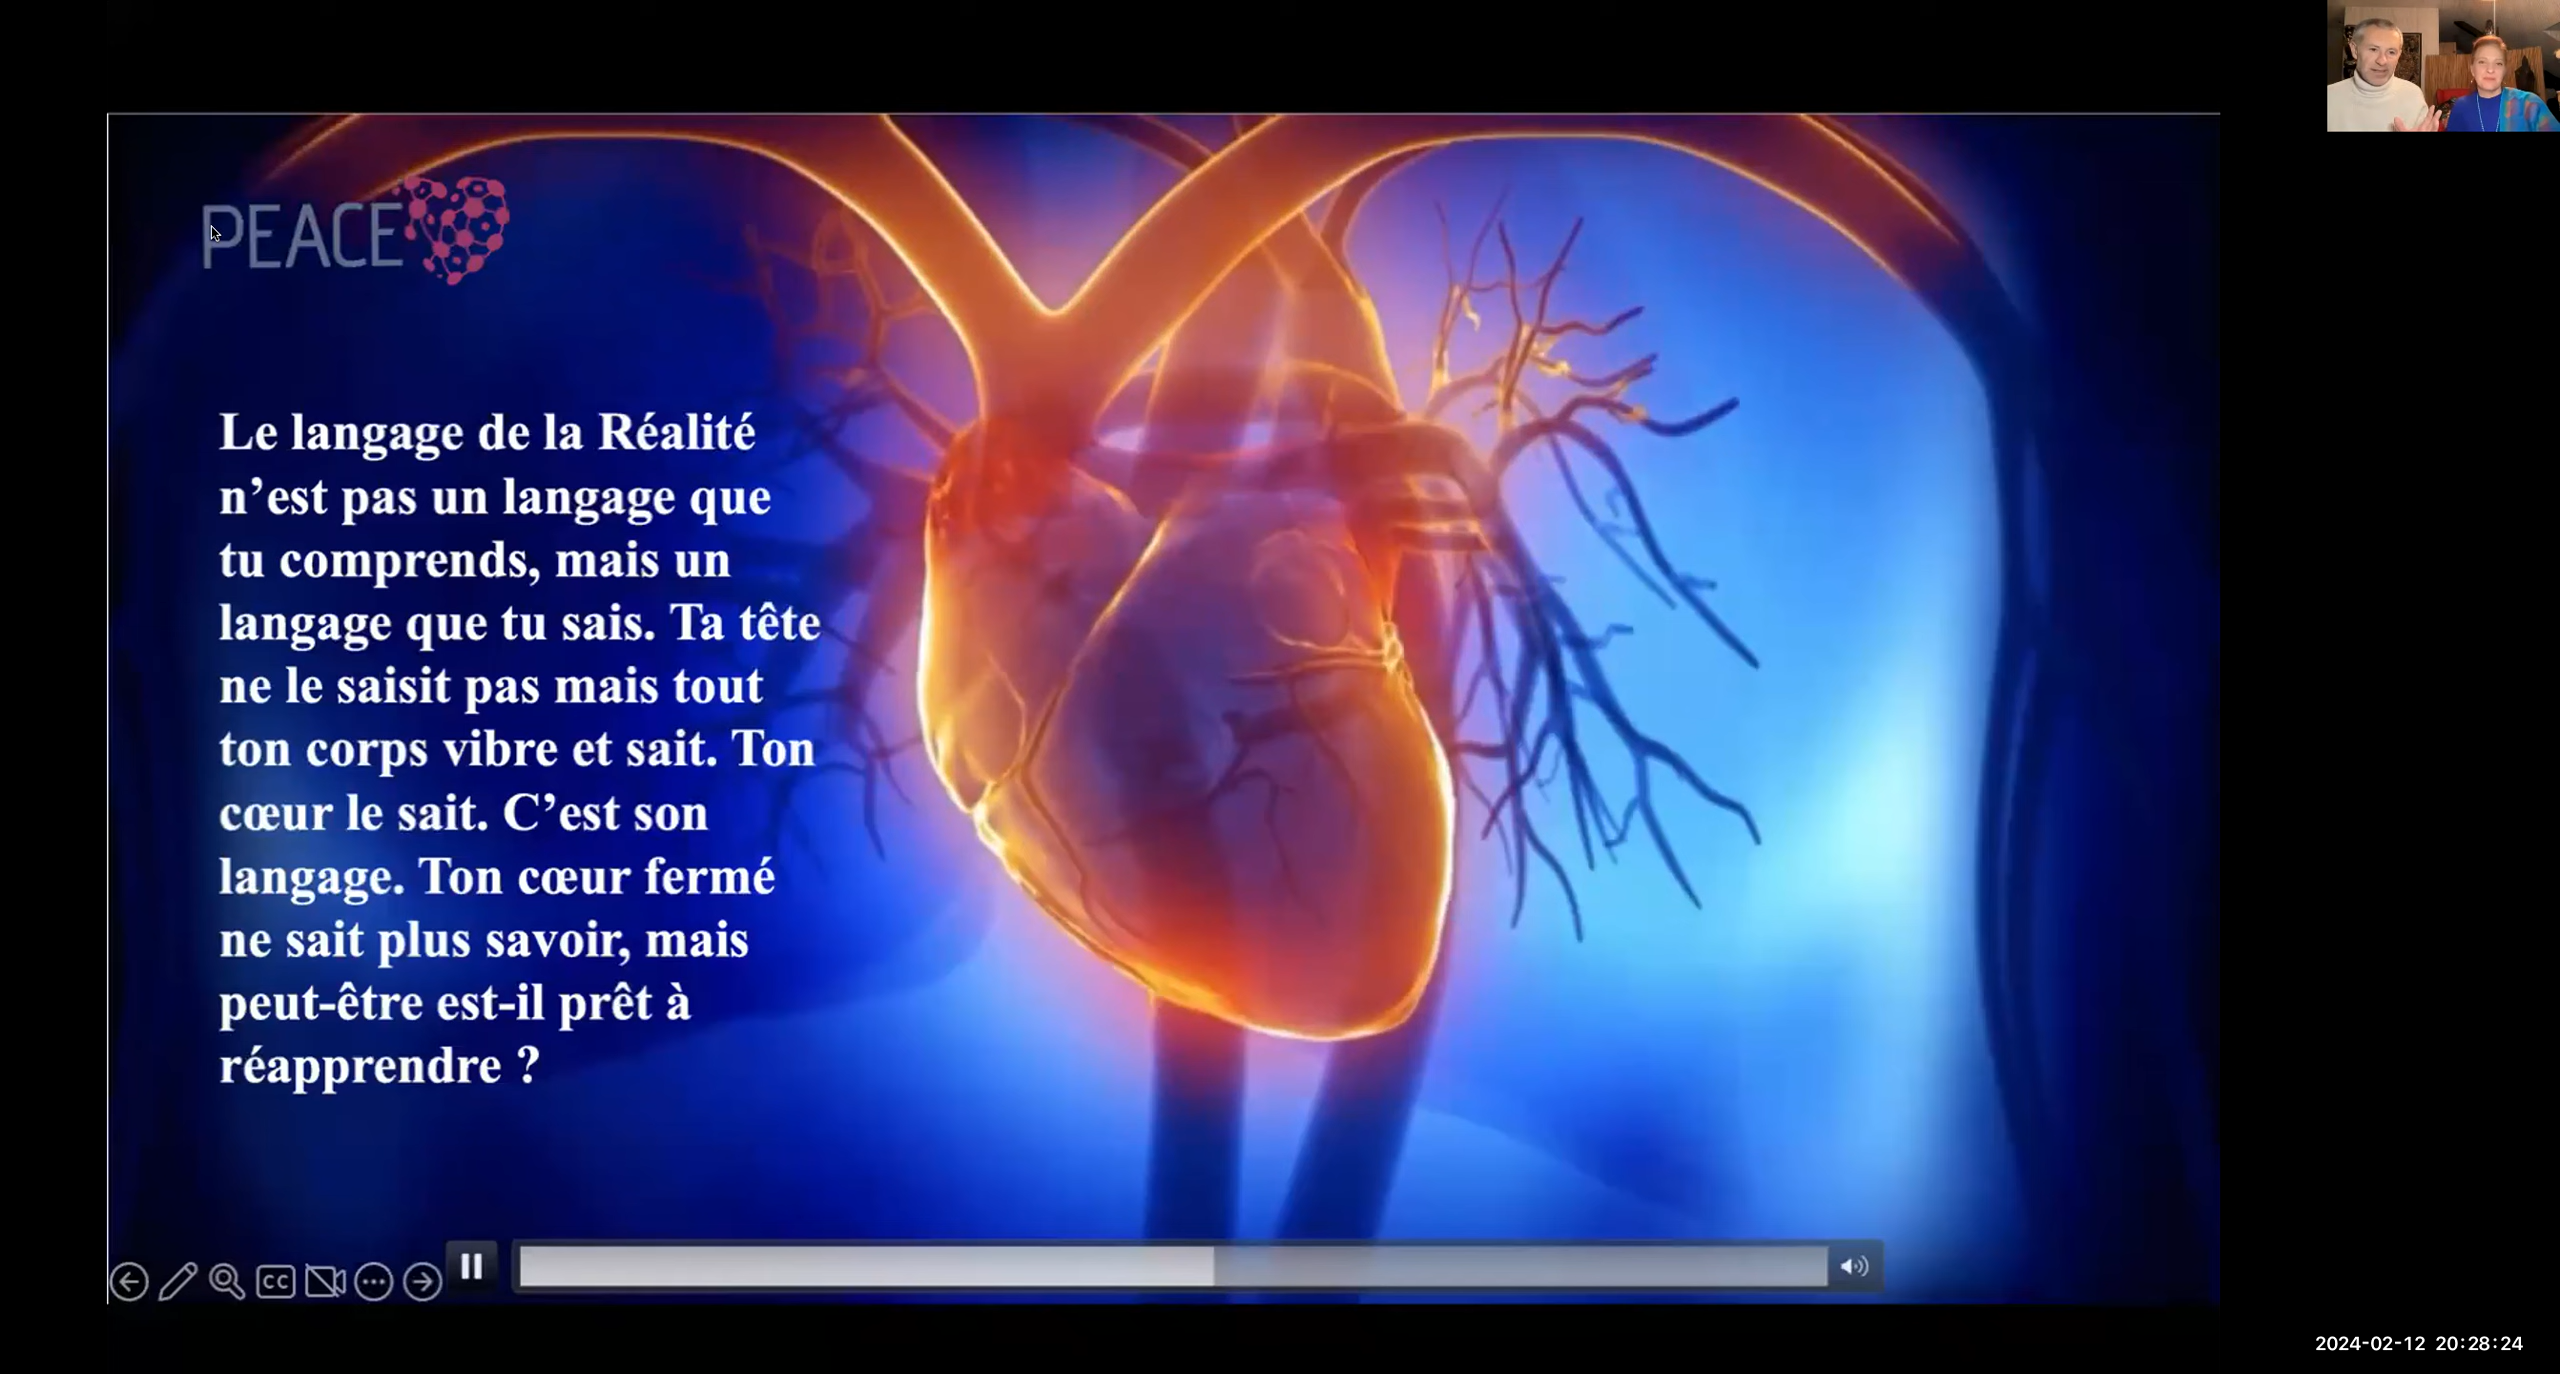 PEACE
Le langage de la Réalité
n’est pas un langage que
tu comprends, mais un
langage que tu sais. Ta tête
ne le saisit pas mais tout
ton corps vibre et sait. Ton
cœur le sait. C’est son
langage. Ton cœur fermé
ne sait plus savoir, mais
peut-être est-il prêt à
réapprendre ?
CC
2024-02-12 20:28:24